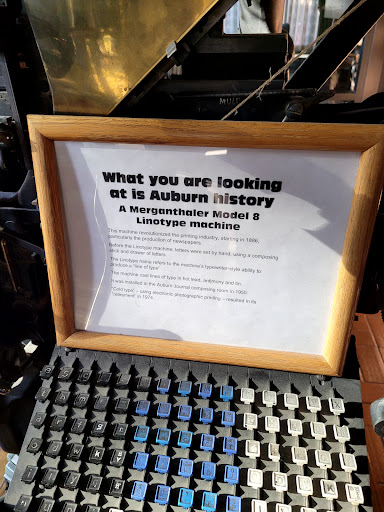 What you are looking
at is Auburn history
A Merganthaler Model 8
Linotype machine
This machine revolutionized the printing industry, starting in 1886,
particularly the production of newspapers.
Before the Linotype machine, letters were set by hand, using a composing
stick and drawer of letters.
The Linotype name refers to the machine's typewriter-style ability to
produce a "line of type"
The machine cast lines of type in hot lead, antimony and tin.
It was installed in the Auburn Journal composing room in 1950.
"Cold type" – using electronic photographic printing – resulted in its
"retirement" in 1974.